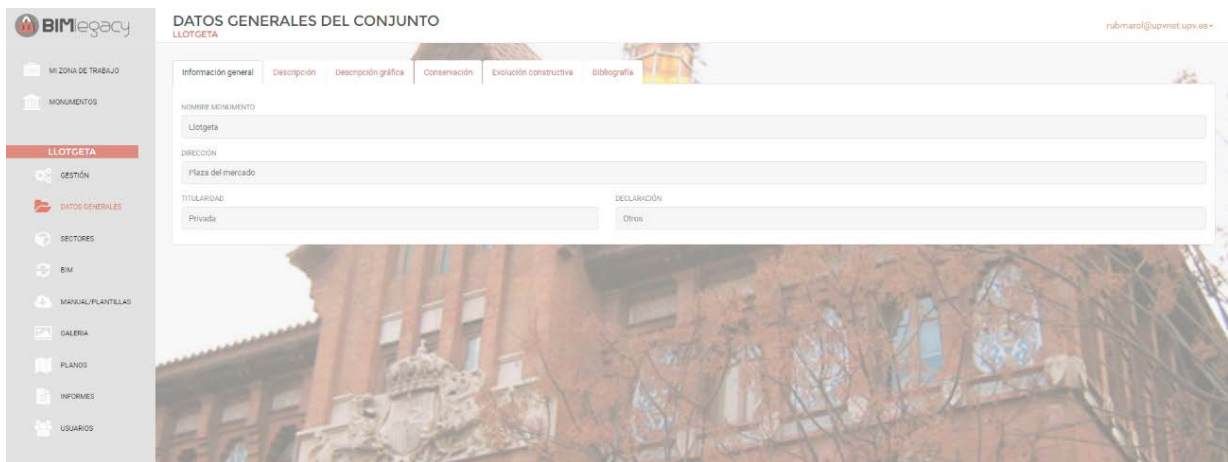 BIMlegacy
DATOS GENERALES DEL CONJUNTO
LLOTGETA
rubmarol@upvnet.upv.es
MI ZONA DE TRABAJO
MONUMENTOS
LLOTGETA
GESTIÓN
DATOS GENERALES
SECTORES
BIM
MANUAL/PLANTILLAS
GALERIA
PLANOS
INFORMES
USUARIOS
Información general Descripción Descripción gráfica Conservación Evolución constructiva Bibliografía
NOMBRE MONUMENTO
Llotgeta
DIRECCIÓN
Plaza del mercado
TITULARIDAD DECLARACIÓN
Privada Otros